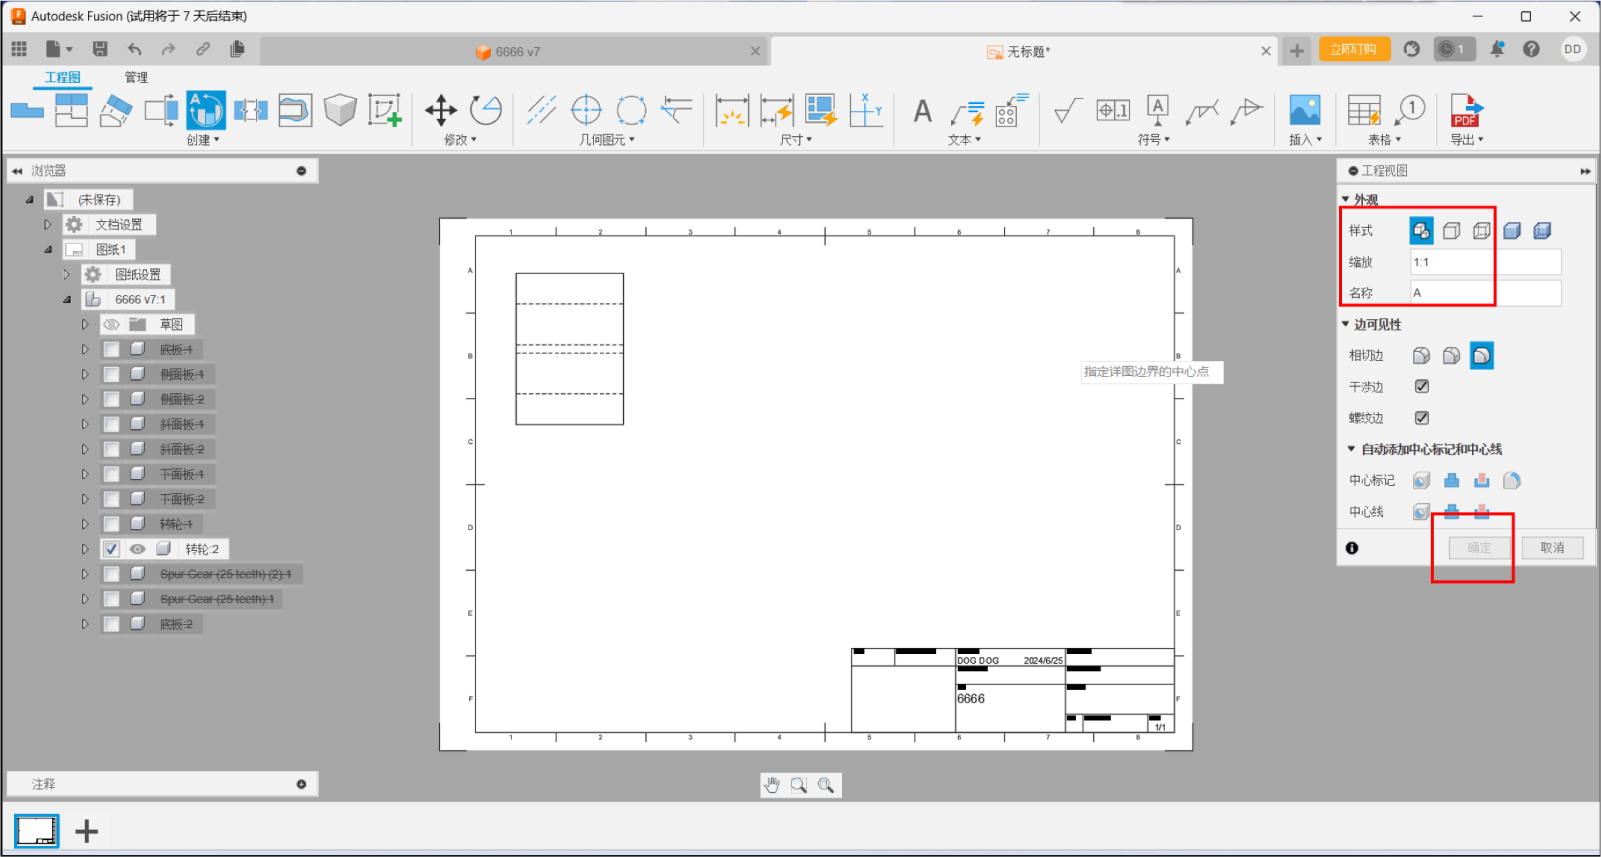 Autodesk Fusion (试用将于 7 天后结束)
6666 v7
无标题*
立即订购
1
DD
工程图
管理
创建
修改
几何图元
尺寸
文本
符号
插入
表格
导出
PDF
浏览器
(未保存)
文档设置
图纸1
图纸设置
6666 v7:1
草图
底板:1
侧面板:1
侧面板:2
斜面板:1
斜面板:2
下面板:1
下面板:2
转轮:1
转轮:2
Spur Gear (25 teeth) (2):1
Spur Gear (25 teeth):1
底板:2
注释
1 2 3 4 5 6 7 8
A
B
C
D
E
F
A
B
C
D
E
F
指定详图边界的中心点
DOG DOG 2024/6/25
6666
1/1
1 2 3 4 5 6 7 8
工程视图
外观
样式
缩放 1:1
名称 A
边可见性
相切边
干涉边
螺纹边
自动添加中心标记和中心线
中心标记
中心线
确定 取消